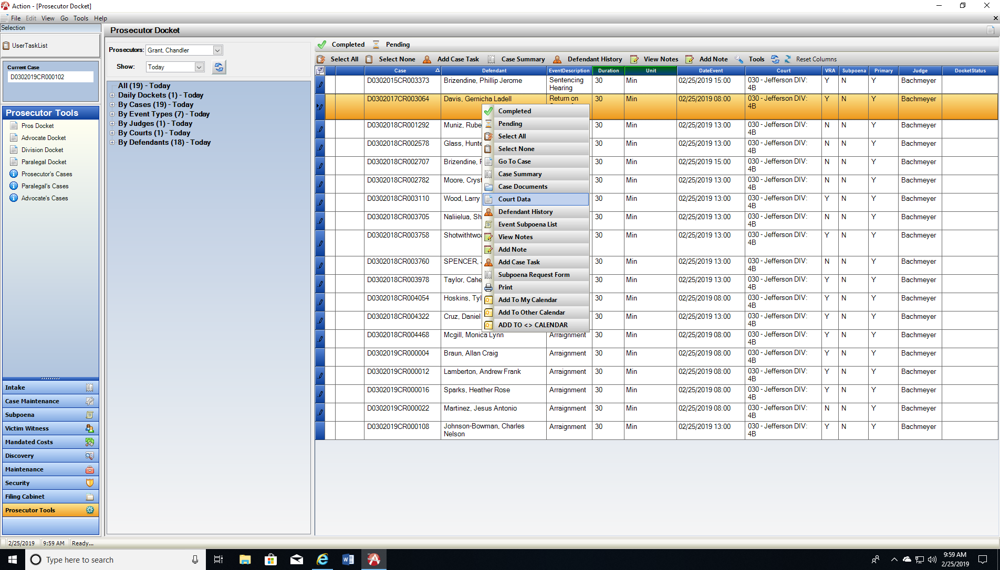 Action - [Prosecutor Docket]
File Edit View Go Tools Help
Selection
UserTaskList
Current Case
D0302019CR000102
Prosecutor Tools
Pros Docket
Advocate Docket
Division Docket
Paralegal Docket
Prosecutor's Cases
Paralegal's Cases
Advocate's Cases
Intake
Case Maintenance
Subpoena
Victim Witness
Mandated Costs
Discovery
Maintenance
Security
Filing Cabinet
Prosecutor Tools
Prosecutor Docket
Prosecutors: Grant, Chandler
Show: Today
All (19) - Today
Daily Dockets (1) - Today
By Cases (19) - Today
By Event Types (7) - Today
By Judges (1) - Today
By Courts (1) - Today
By Defendants (18) - Today
Completed Pending
Select All Select None Add Case Task Case Summary Defendant History View Notes Add Note Tools Reset Columns
Case Defendant EventDescription Duration Unit DateEvent Court VRA Subpoena Primary Judge DocketStatus
D0302015CR003373 Brizendine, Phillip Jerome Sentencing 30 Min 02/25/2019 15:00 030 - Jefferson DIV: Y N Y Bachmeyer
Hearing 4B
D0302017CR003064 Davis, Gernicha Ladell Return on 30 Min 02/25/2019 08:00 030 - Jefferson DIV: Y N Y Bachmeyer
4B
D0302018CR001292 Muniz, Rube 30 Min 02/25/2019 13:00 030 - Jefferson DIV: N N Y Bachmeyer
4B
D0302018CR002578 Glass, Hunte 30 Min 02/25/2019 13:00 030 - Jefferson DIV: N N Y Bachmeyer
4B
D0302018CR002707 Brizendine, 30 Min 02/25/2019 15:00 030 - Jefferson DIV: Y N Y Bachmeyer
4B
D0302018CR002782 Moore, Cryst 30 Min 02/25/2019 13:00 030 - Jefferson DIV: N N Y Bachmeyer
4B
D0302018CR003110 Wood, Larry 30 Min 02/25/2019 13:00 030 - Jefferson DIV: Y N Y Bachmeyer
4B
D0302018CR003705 Naliielua, Sh 30 Min 02/25/2019 13:00 030 - Jefferson DIV: N N Y Bachmeyer
4B
D0302018CR003758 Shotwithtwo 30 Min 02/25/2019 13:00 030 - Jefferson DIV: Y N Y Bachmeyer
4B
D0302018CR003760 SPENCER, 30 Min 02/25/2019 13:00 030 - Jefferson DIV: N N Y Bachmeyer
4B
D0302018CR003978 Taylor, Cahe 30 Min 02/25/2019 13:00 030 - Jefferson DIV: Y N Y Bachmeyer
4B
D0302018CR004054 Hoskins, Tyl 30 Min 02/25/2019 08:00 030 - Jefferson DIV: Y N Y Bachmeyer
4B
D0302018CR004322 Cruz, Daniel 30 Min 02/25/2019 13:00 030 - Jefferson DIV: Y N Y Bachmeyer
4B
D0302018CR004468 Mcgill, Monica Lynn Arraignment 30 Min 02/25/2019 08:00 030 - Jefferson DIV: Y N Y Bachmeyer
4B
D0302019CR000004 Braun, Allan Craig Arraignment 30 Min 02/25/2019 08:00 030 - Jefferson DIV: Y N Y Bachmeyer
4B
D0302019CR000012 Lamberton, Andrew Frank Arraignment 30 Min 02/25/2019 08:00 030 - Jefferson DIV: Y N Y Bachmeyer
4B
D0302019CR000016 Sparks, Heather Rose Arraignment 30 Min 02/25/2019 08:00 030 - Jefferson DIV: Y N Y Bachmeyer
4B
D0302019CR000022 Martinez, Jesus Antonio Arraignment 30 Min 02/25/2019 08:00 030 - Jefferson DIV: N N Y Bachmeyer
4B
D0302019CR000108 Johnson-Bowman, Charles Arraignment 30 Min 02/25/2019 13:00 030 - Jefferson DIV: Y N Y Bachmeyer
Nelson 4B
Completed
Pending
Select All
Select None
Go To Case
Case Summary
Case Documents
Court Data
Defendant History
Event Subpoena List
View Notes
Add Note
Add Case Task
Subpoena Request Form
Print
Add To My Calendar
Add To Other Calendar
ADD TO <> CALENDAR
2/25/2019 9:59 AM Ready...
Type here to search
9:59 AM
2/25/2019